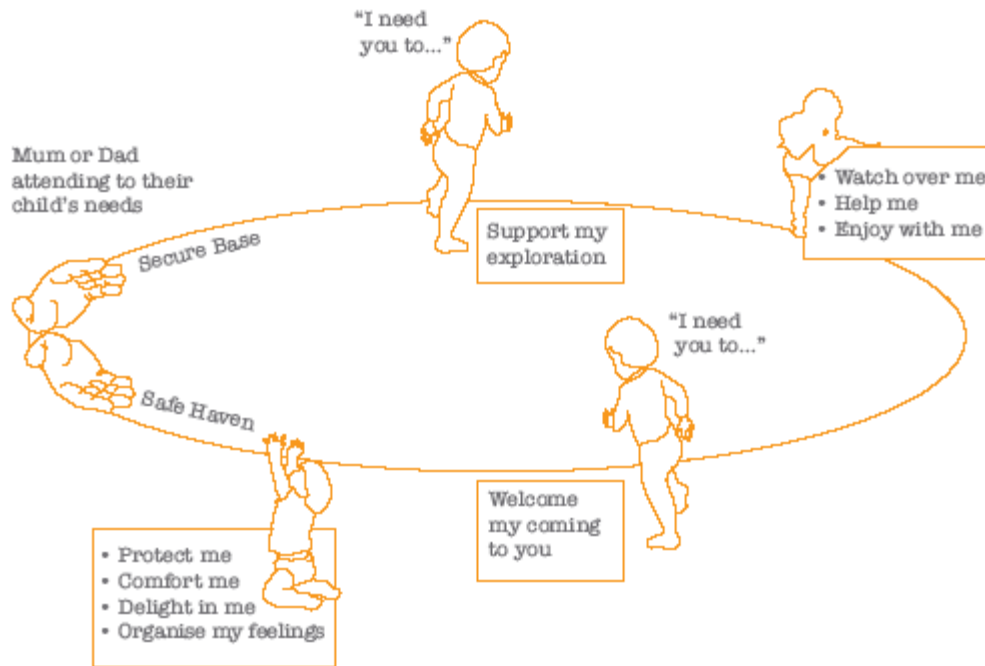 "I need
you to..."
Mum or Dad
attending to their
child's needs
Secure Base
Support my
exploration
• Watch over me
• Help me
• Enjoy with me
"I need
you to..."
Safe Haven
Welcome
my coming
to you
• Protect me
• Comfort me
• Delight in me
• Organise my feelings